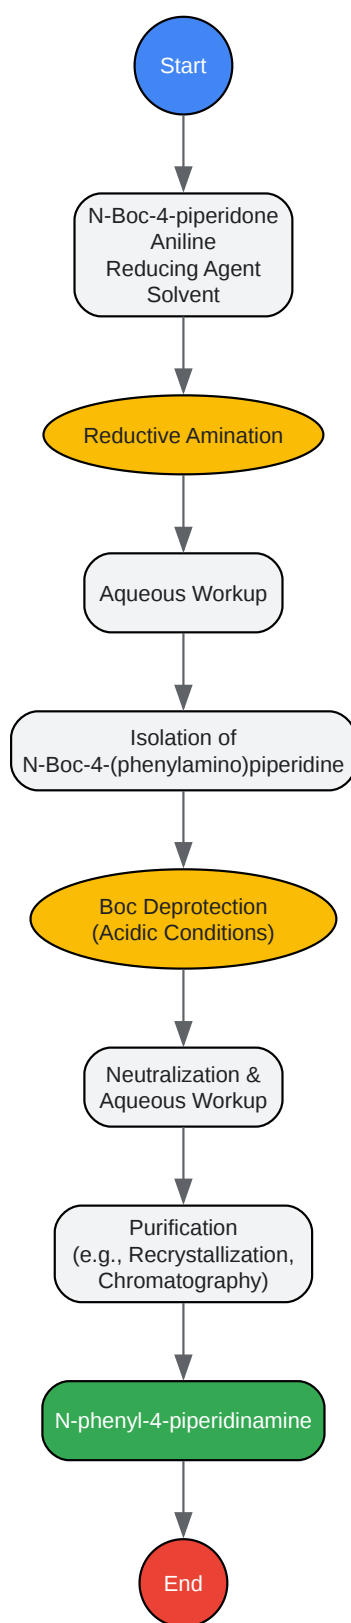 Start
N-Boc-4-piperidone
Aniline
Reducing Agent
Solvent
Reductive Amination
Aqueous Workup
Isolation of
N-Boc-4-(phenylamino)piperidine
Boc Deprotection
(Acidic Conditions)
Neutralization &
Aqueous Workup
Purification
(e.g., Recrystallization,
Chromatography)
N-phenyl-4-piperidinamine
End